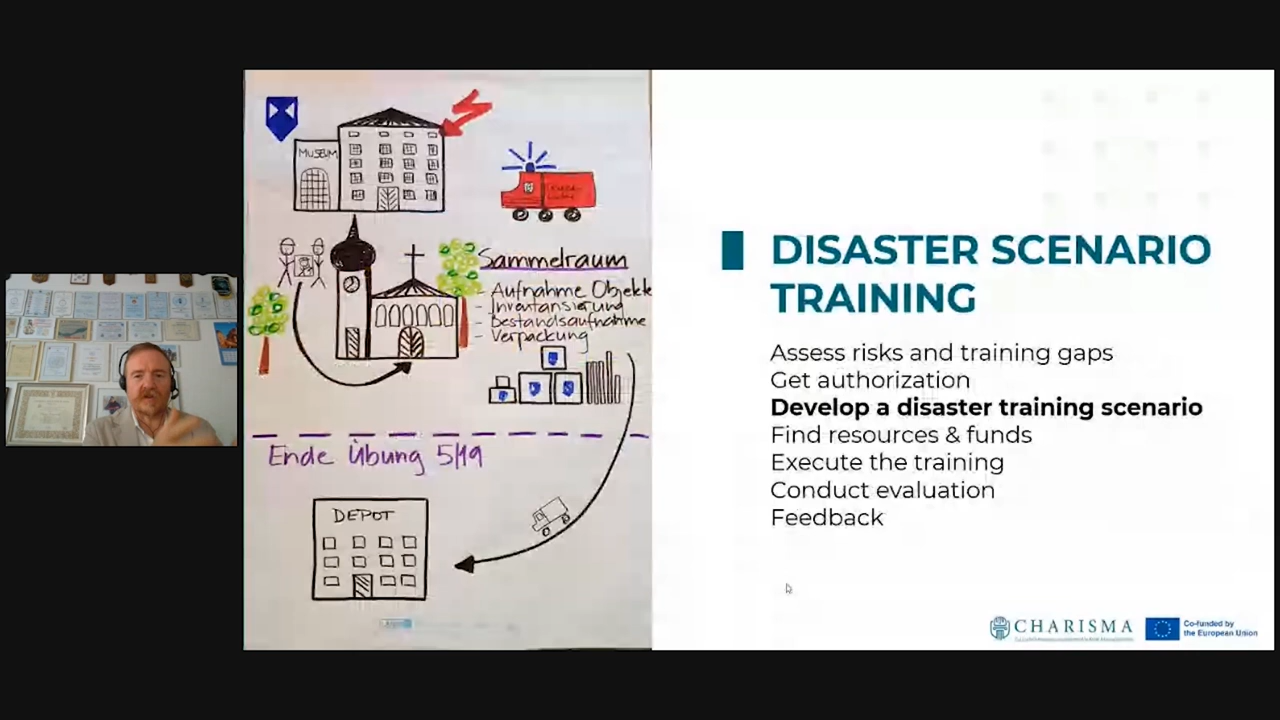 MUSEUM
Sammelraum
- Aufnahme Objekte
- Inventarisierung
- Bestandsaufnahme
- Verpackung
Ende Übung 5/19
DEPOT
DISASTER SCENARIO
TRAINING
Assess risks and training gaps
Get authorization
Develop a disaster training scenario
Find resources & funds
Execute the training
Conduct evaluation
Feedback
CHARISMA
Co-funded by
the European Union